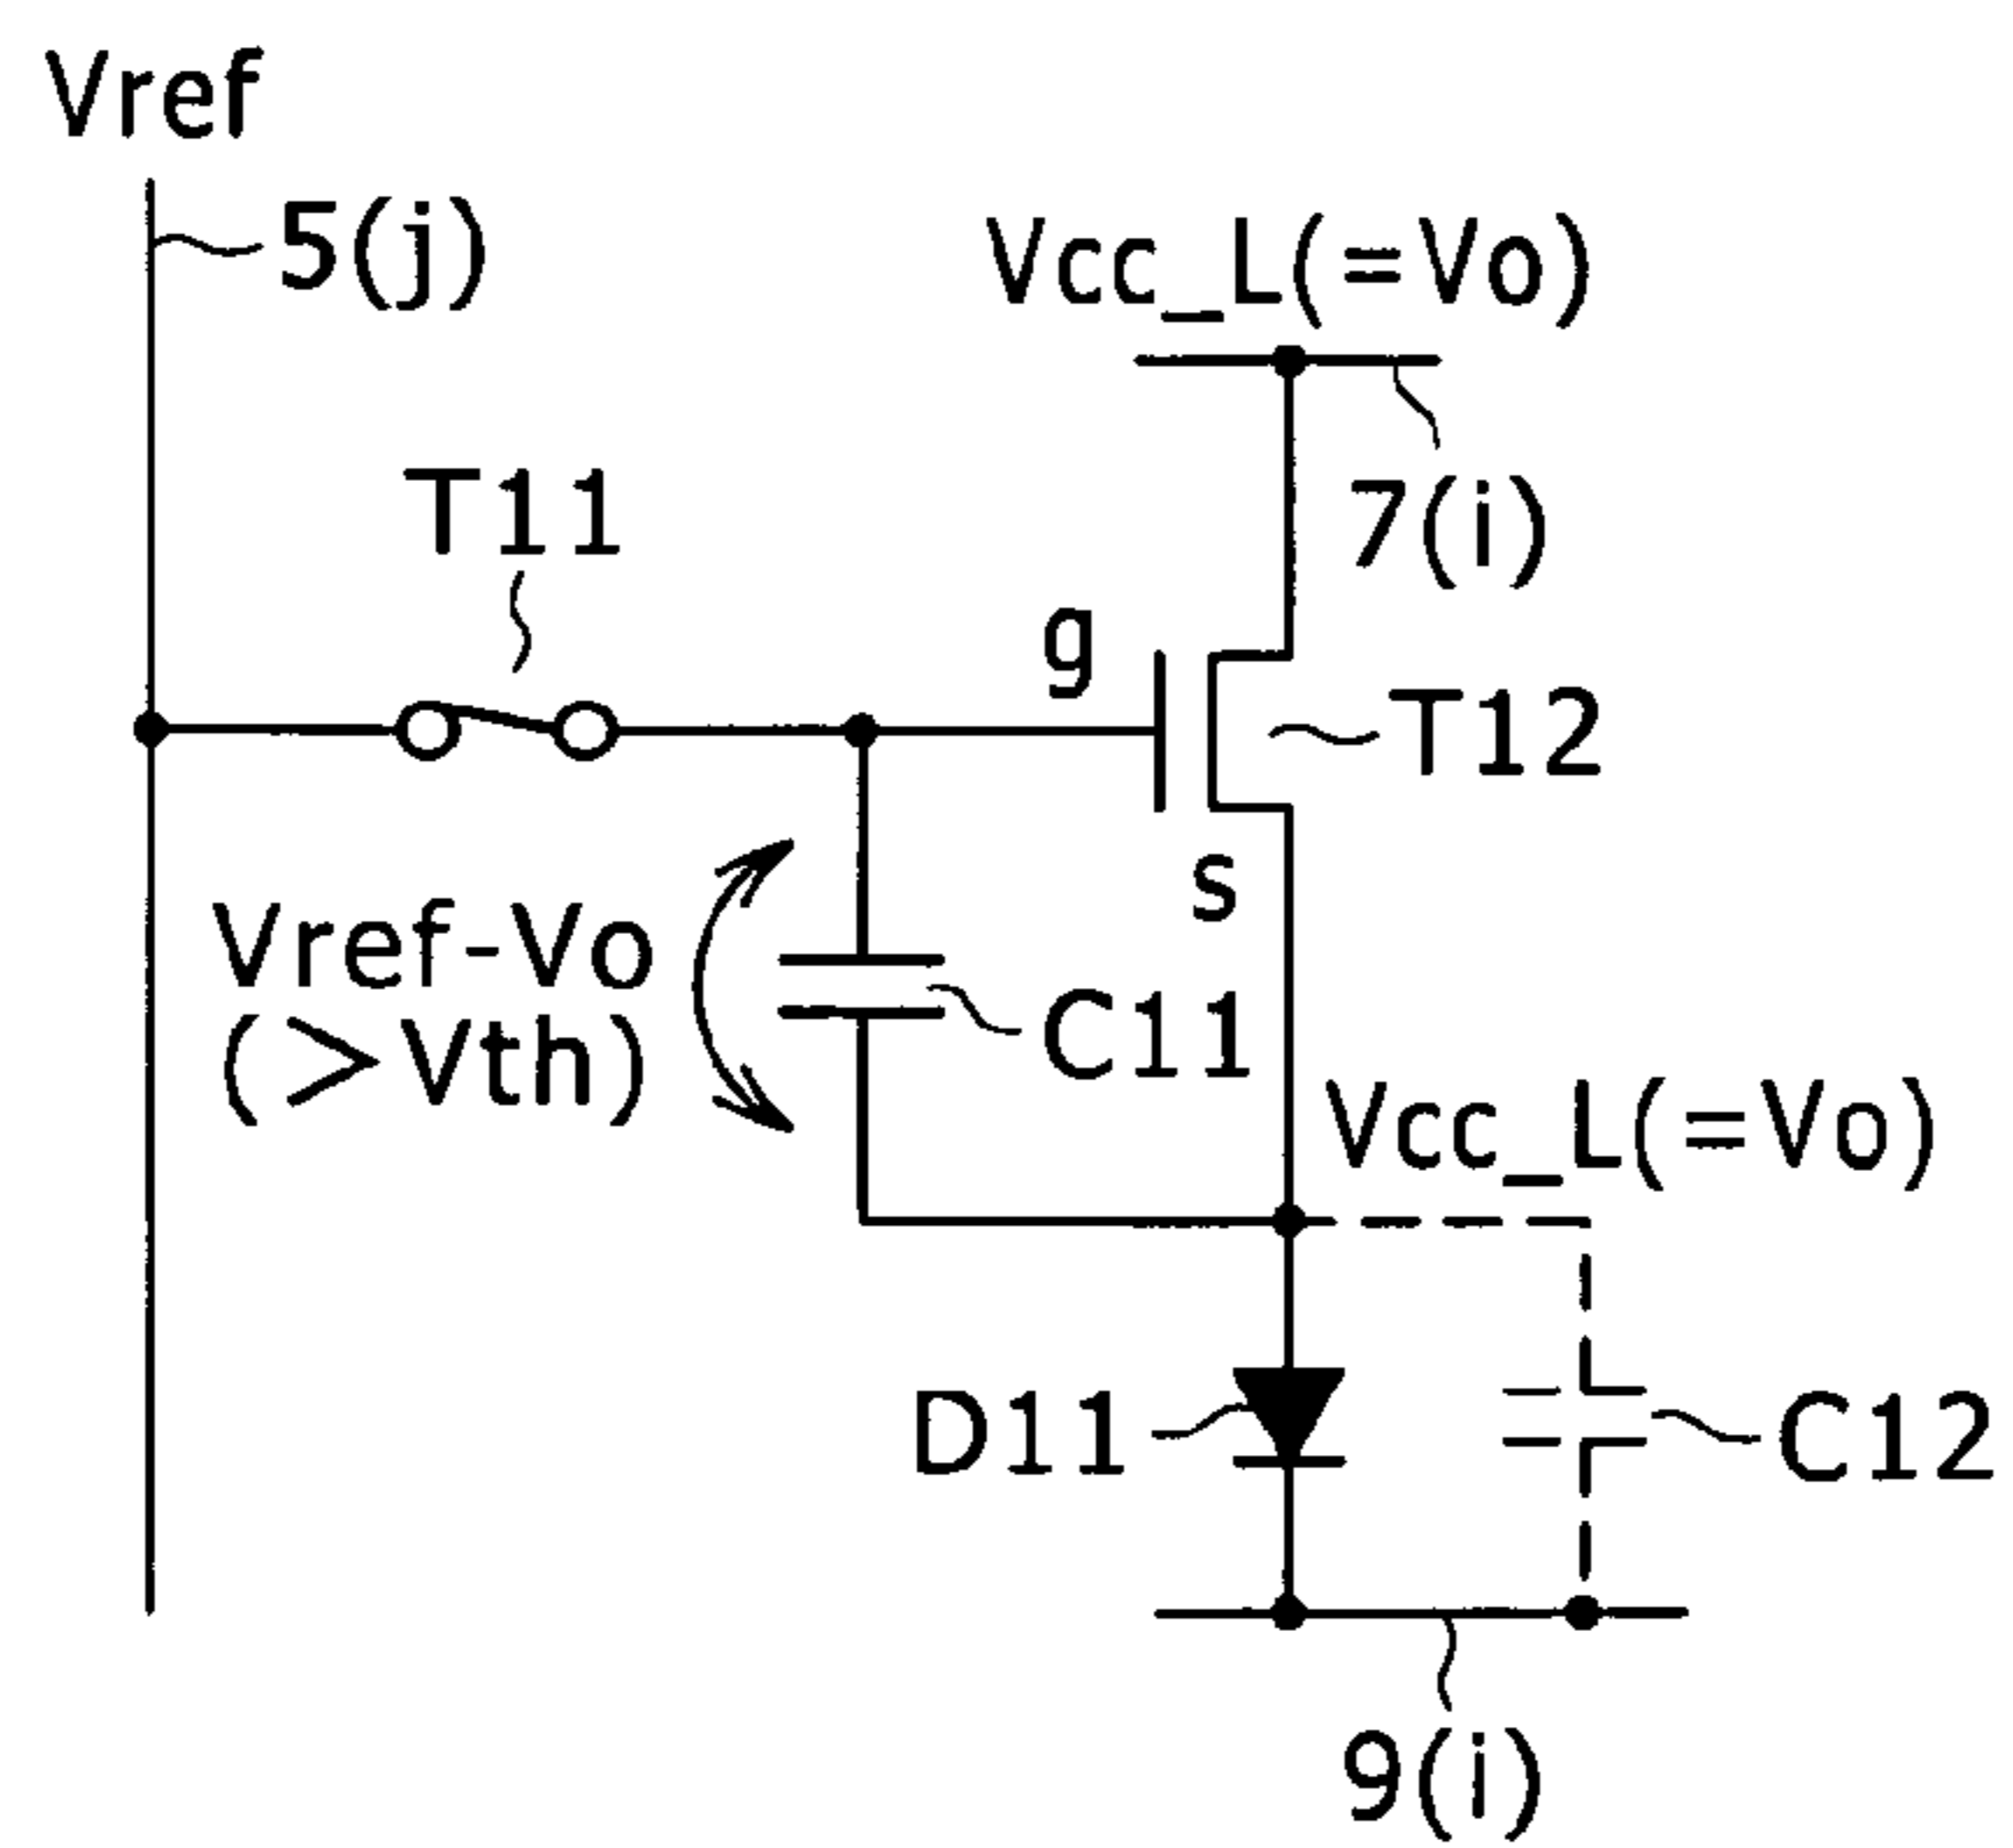 Vref
5(j)
Vcc_L(=Vo)
7(i)
T11
g
T12
s
Vref-Vo
(>Vth)
C11
Vcc_L(=Vo)
D11
C12
9(i)